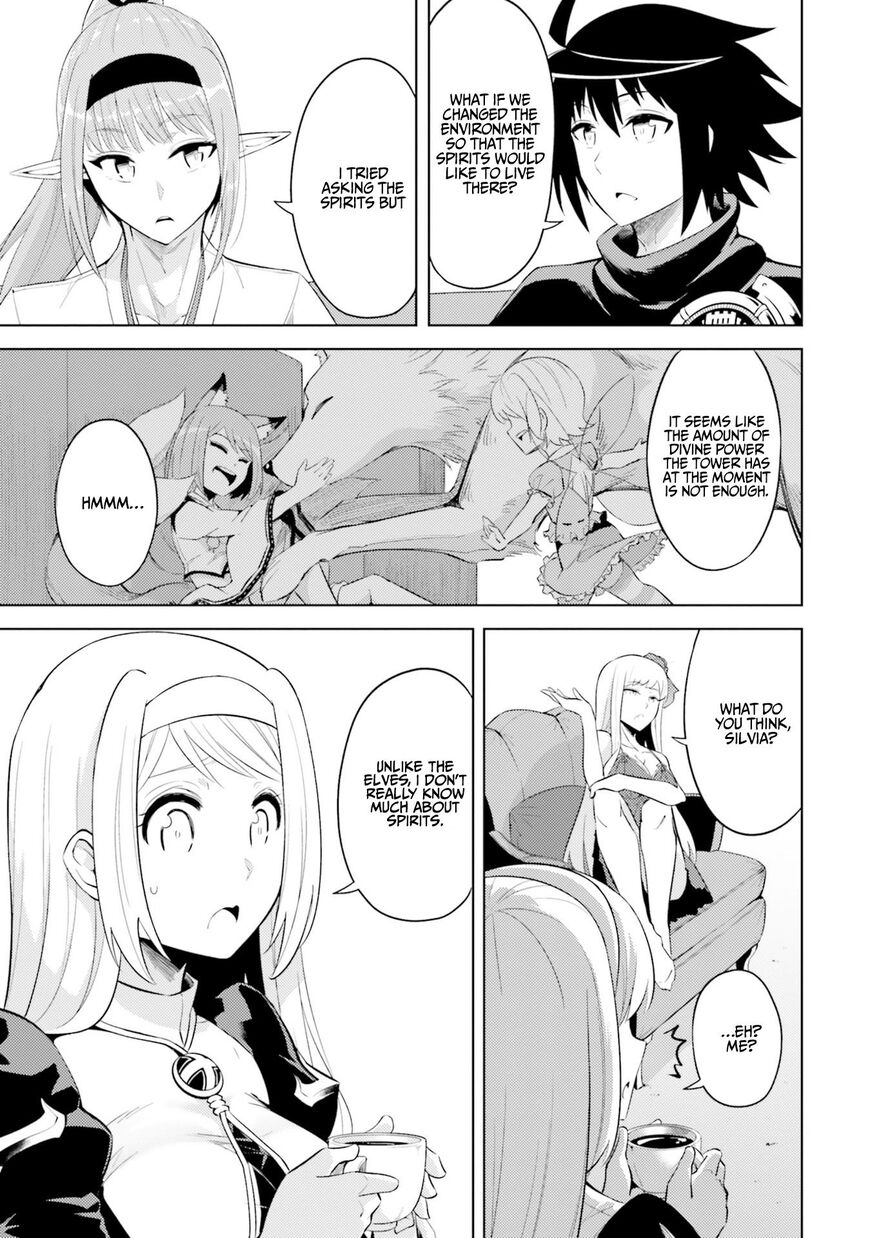 WHAT IF WE
CHANGED THE
ENVIRONMENT
SO THAT THE
SPIRITS WOULD
LIKE TO LIVE
THERE?
I TRIED
ASKING THE
SPIRITS BUT
IT SEEMS LIKE
THE AMOUNT OF
DIVINE POWER
THE TOWER HAS
AT THE MOMENT
IS NOT ENOUGH.
HMMM...
WHAT DO
YOU THINK,
SILVIA?
...EH?
ME?
UNLIKE THE
ELVES, I DON'T
REALLY KNOW
MUCH ABOUT
SPIRITS.